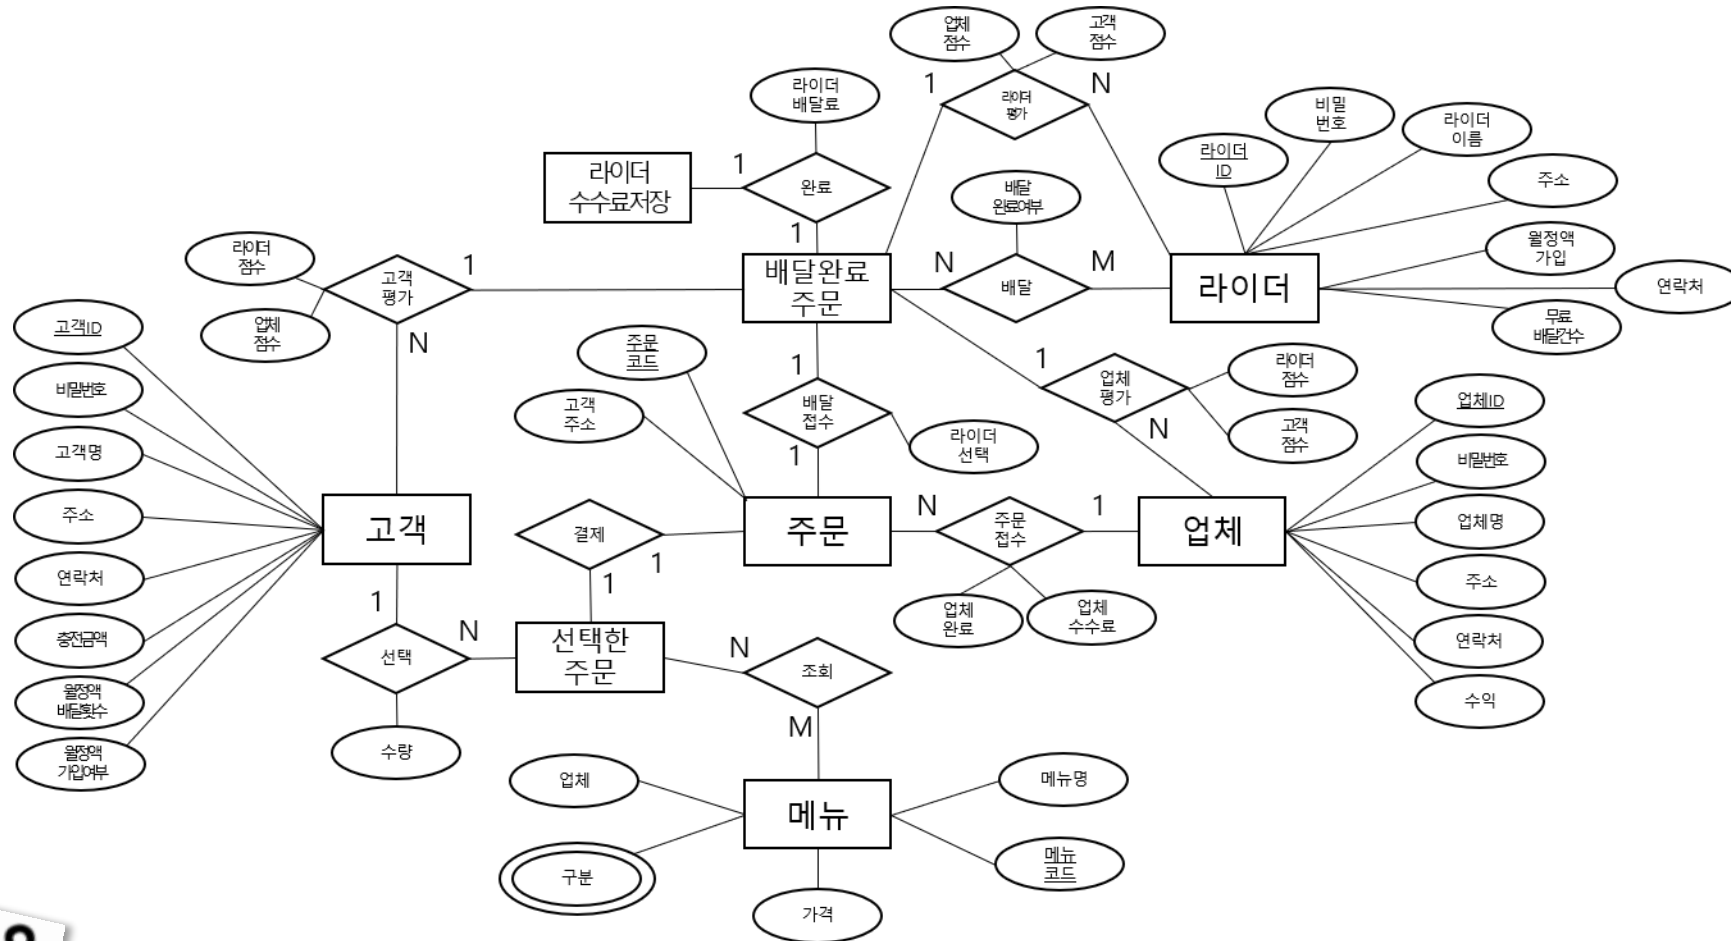 업체
점수
고객
점수
1
N
라이더
평가
라이더
배달료
1
완료
1
라이더
수수료저장
라이더
ID
비밀
번호
라이더
이름
주소
월정액
가입
연락처
무료
배달건수
라이더
배달
완료여부
N
배달
M
배달완료
주문
라이더
점수
업체
점수
고객
평가
1
N
고객ID
비밀번호
고객명
주소
연락처
충전금액
월정액
배달횟수
월정액
가입여부
고객
주문
코드
고객
주소
1
배달
접수
1
라이더
선택
1
업체
평가
N
라이더
점수
고객
점수
업체ID
비밀번호
업체명
주소
연락처
수익
결제
1
1
주문
N
주문
접수
1
업체
업체
완료
업체
수수료
1
선택
N
수량
선택한
주문
N
조회
M
업체
메뉴명
메뉴
구분
메뉴
코드
가격